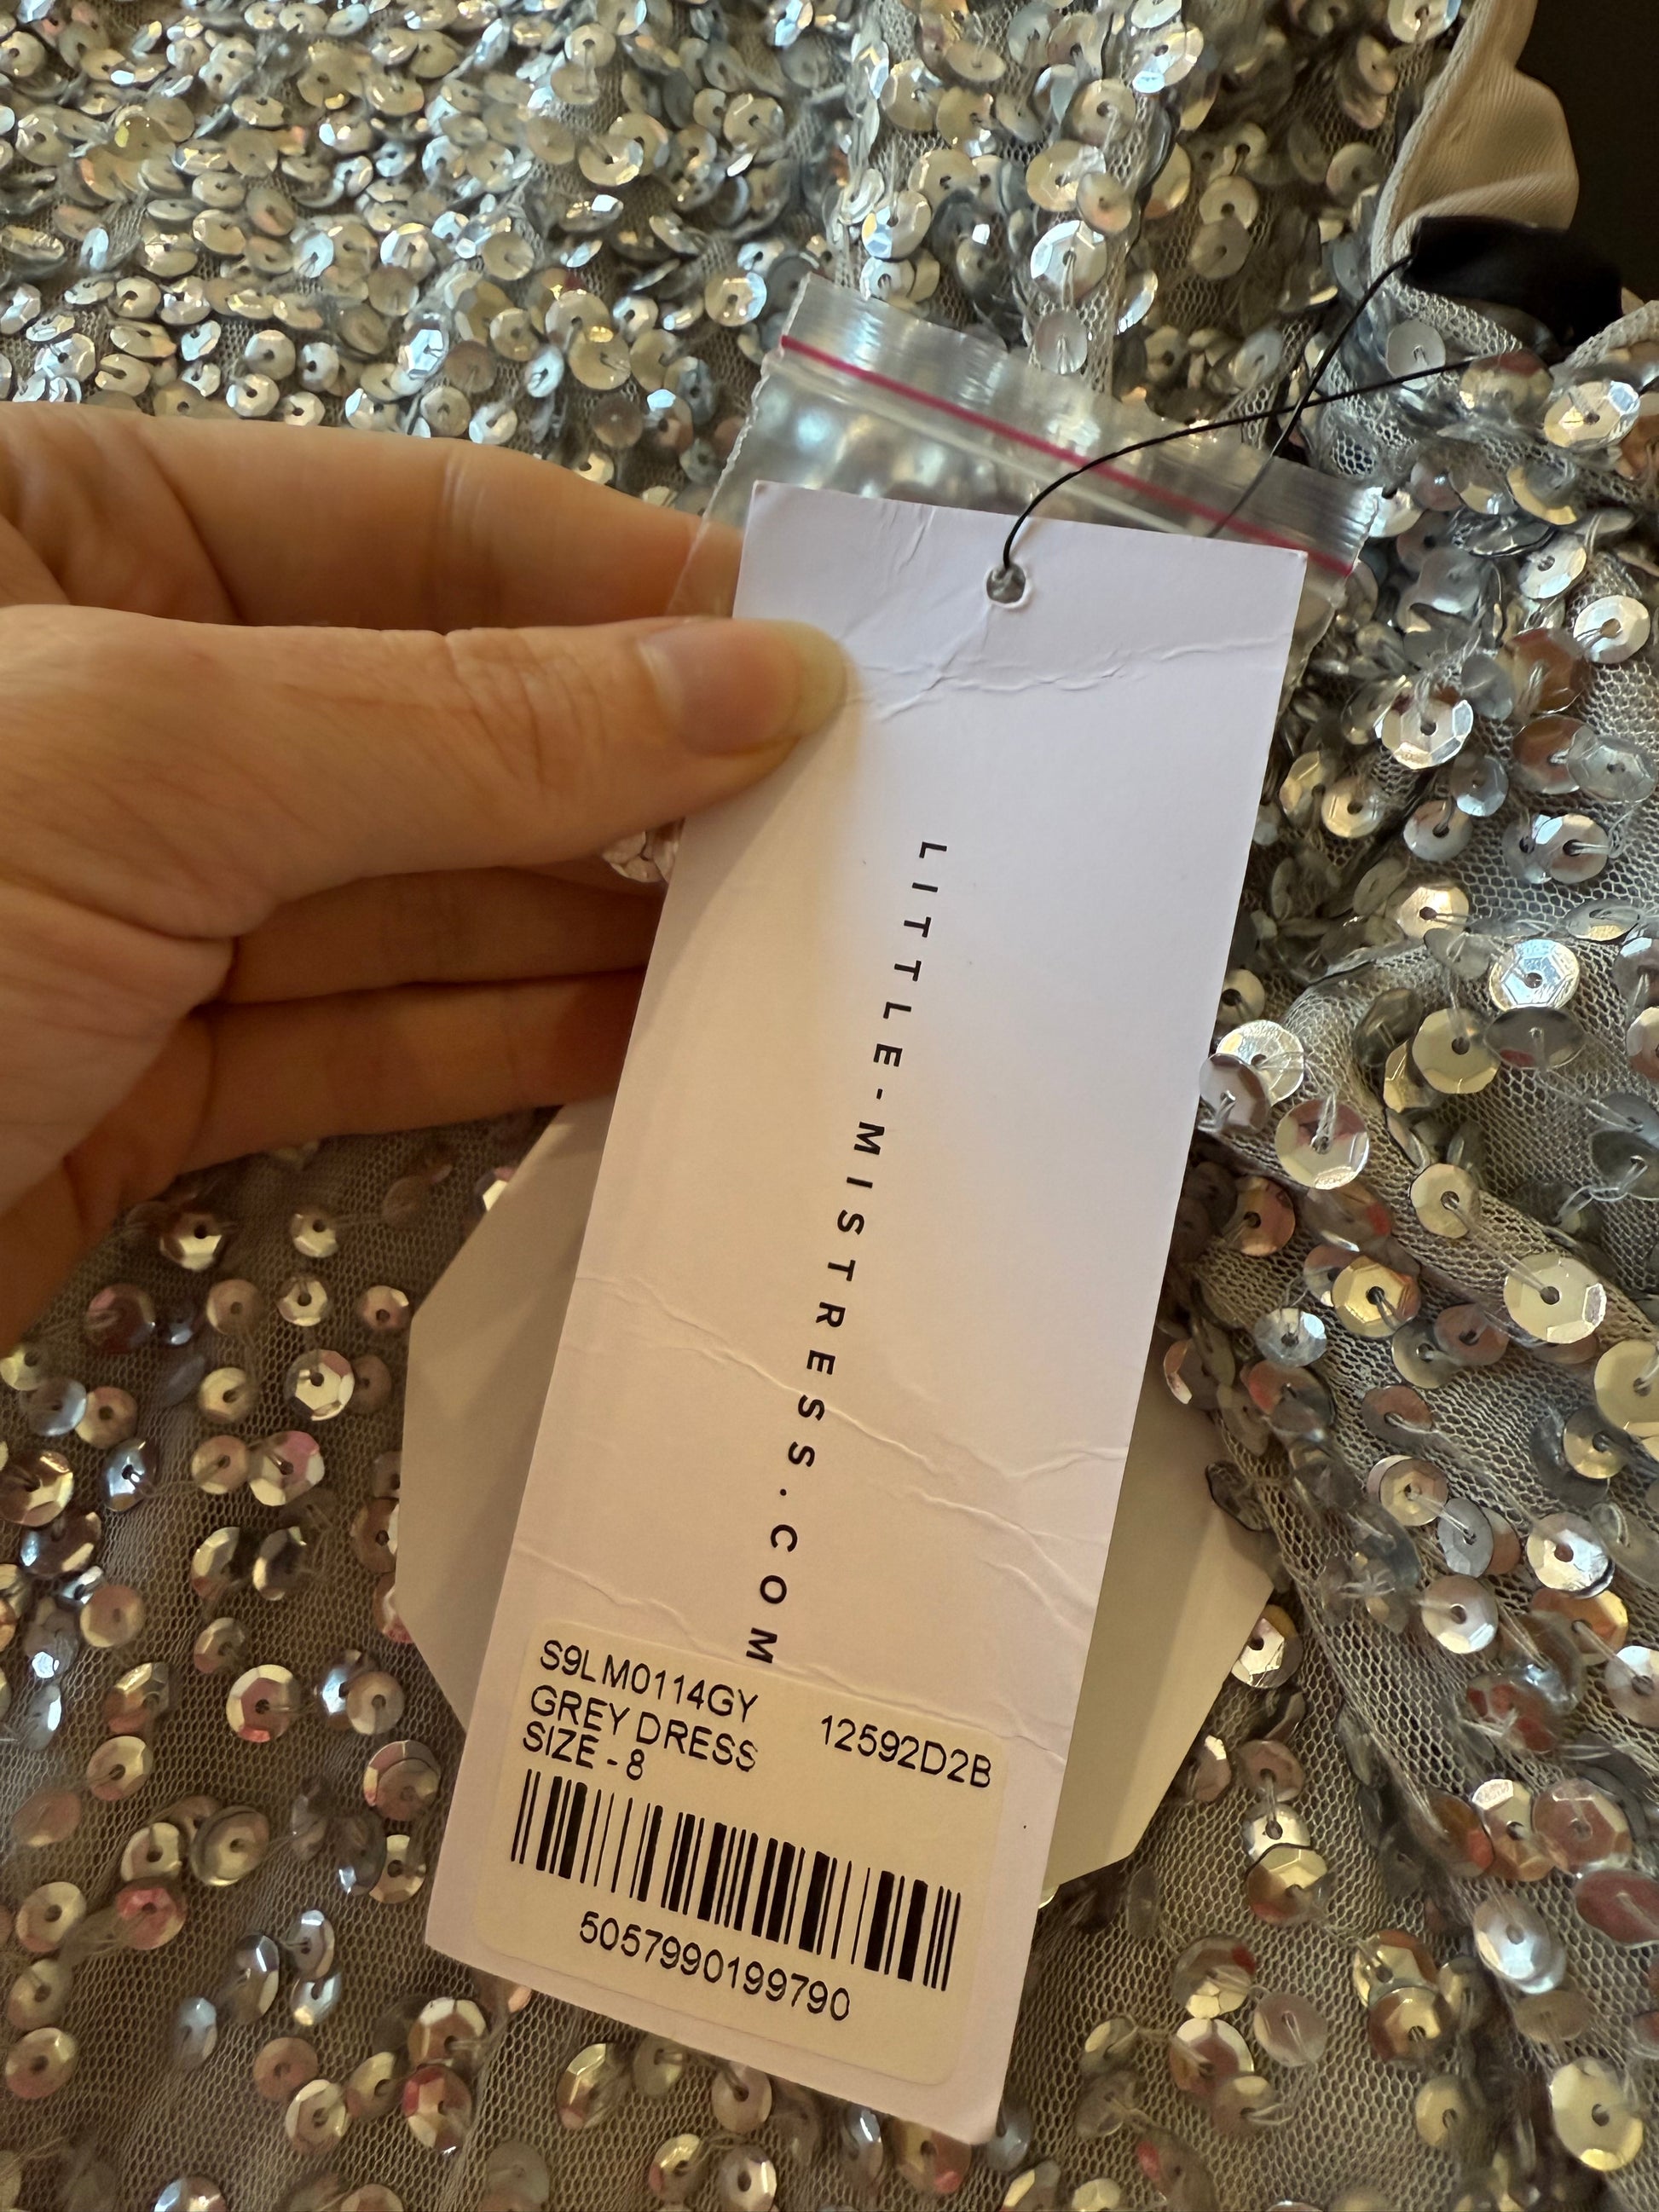 LITTLE-MISTRESS.COM
S9LM0114GY
GREY DRESS 12592D2B
SIZE - 8
5057990199790